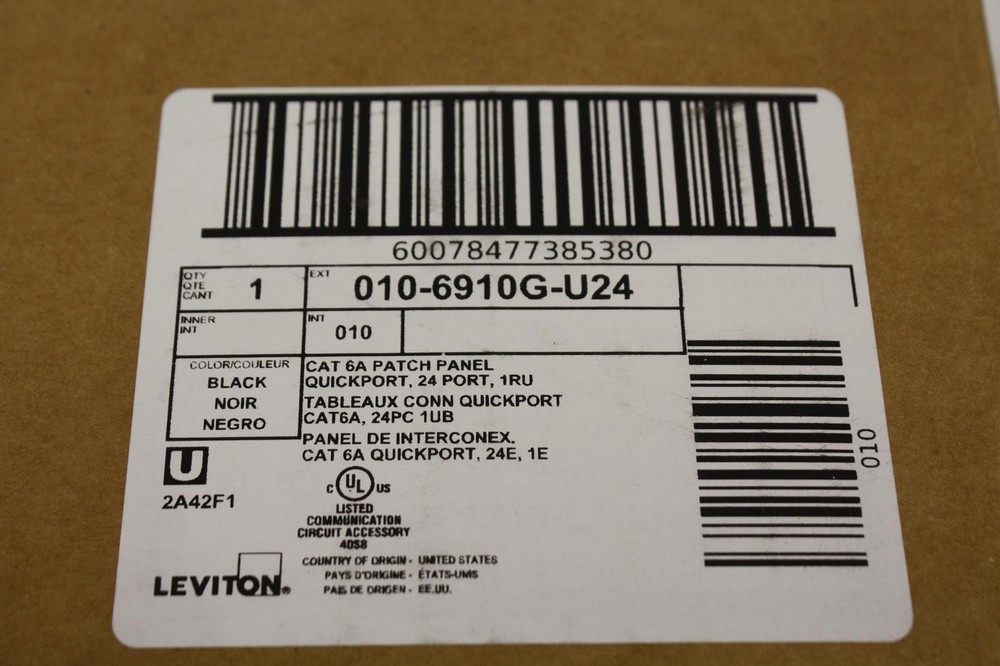 60078477385380
QTY
QTE
CANT
1
EXT
010-6910G-U24
INNER
INT
INT
010
COLOR/COULEUR
BLACK
NOIR
NEGRO
CAT 6A PATCH PANEL
QUICKPORT, 24 PORT, 1RU
TABLEAUX CONN QUICKPORT
CAT6A, 24PC 1UB
PANEL DE INTERCONEX.
CAT 6A QUICKPORT, 24E, 1E
010
U
2A42F1
C UL US
LISTED
COMMUNICATION
CIRCUIT ACCESSORY
40S8
COUNTRY OF ORIGIN - UNITED STATES
PAYS D'ORIGINE - ÉTATS-UNIS
PAIS DE ORIGEN - EE.UU.
LEVITON®